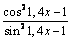 cos³ 1, 4x − 1
sin³ 1, 4x − 1